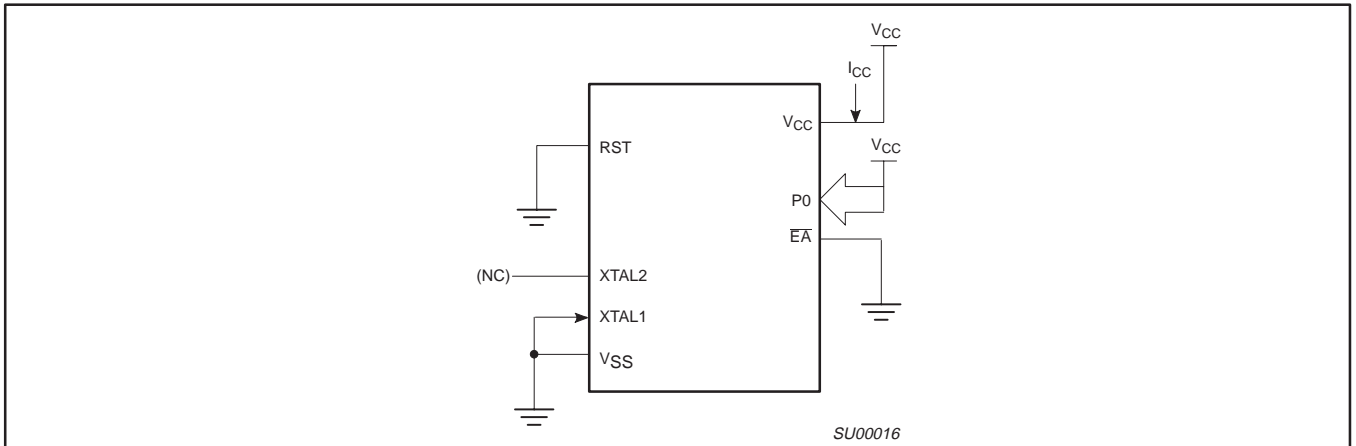 VCC
ICC
VCC
VCC
RST
P0
EA
(NC)
XTAL2
XTAL1
VSS
SU00016